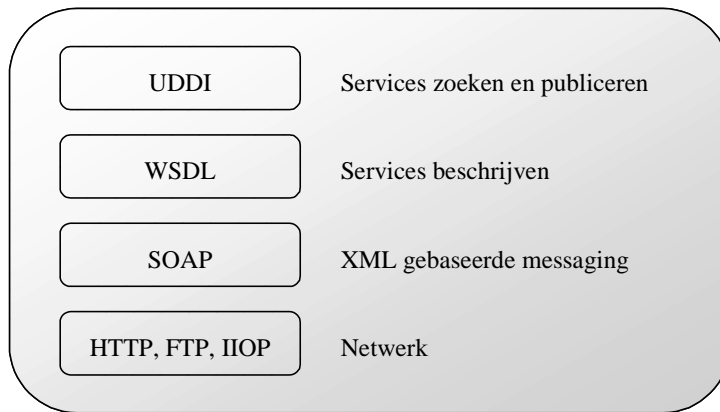 UDDI Services zoeken en publiceren
WSDL Services beschrijven
SOAP XML gebaseerde messaging
HTTP, FTP, IIOP Netwerk